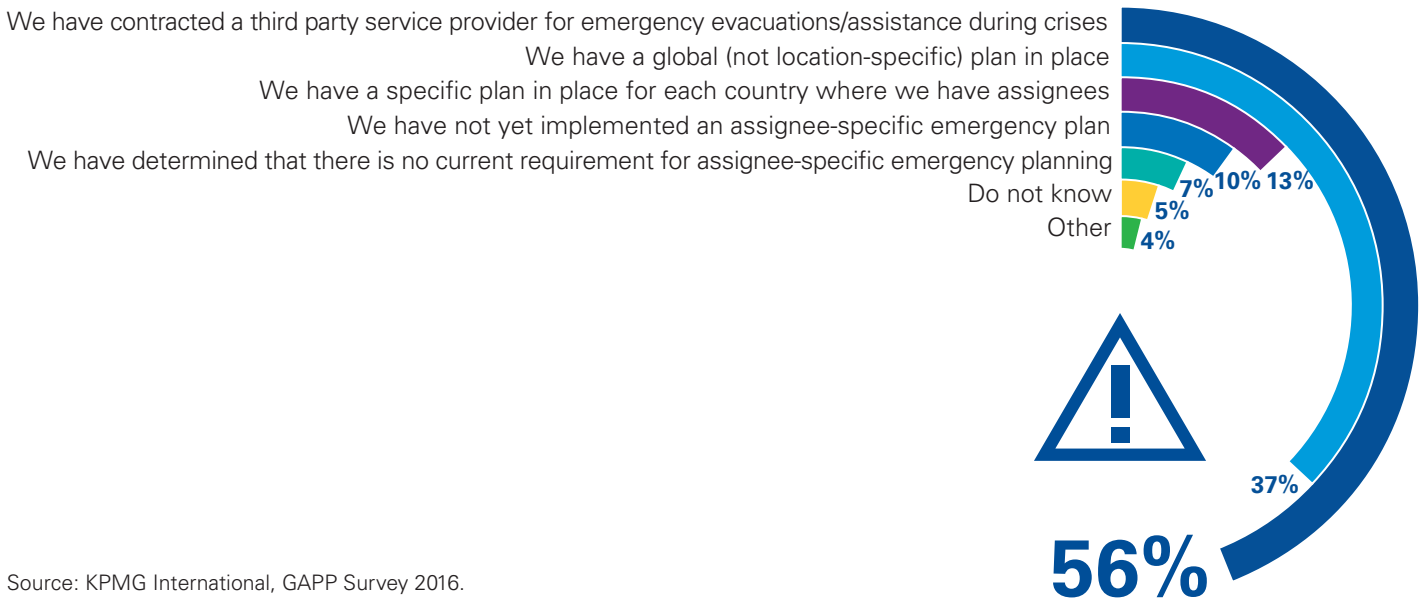 We have contracted a third party service provider for emergency evacuations/assistance during crises
We have a global (not location-specific) plan in place
We have a specific plan in place for each country where we have assignees
We have not yet implemented an assignee-specific emergency plan
We have determined that there is no current requirement for assignee-specific emergency planning
Do not know
Other
7%
10%
13%
5%
4%
37%
56%
Source: KPMG International, GAPP Survey 2016.